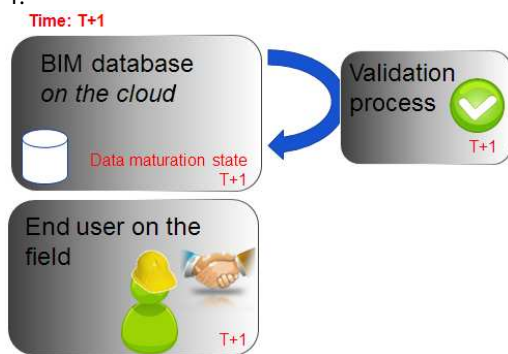 Time: T+1
BIM database
on the cloud
Data maturation state
T+1
Validation
process
T+1
End user on the
field
T+1